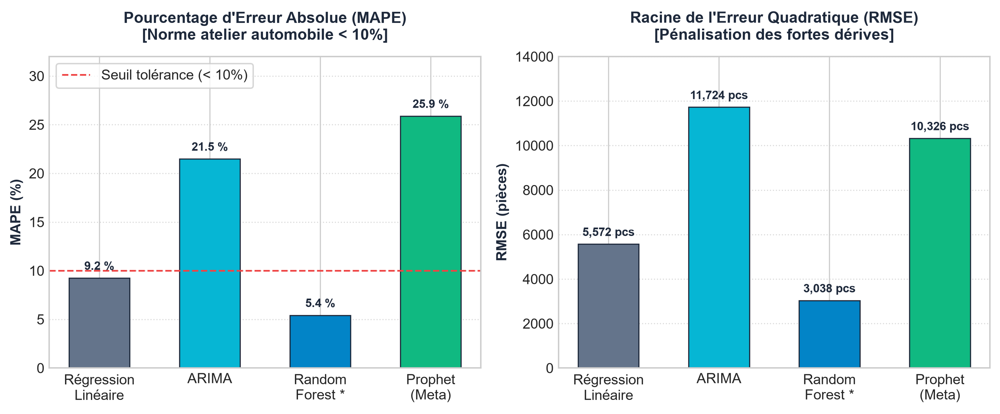 Pourcentage d'Erreur Absolue (MAPE)
[Norme atelier automobile < 10%]
MAPE (%)
30
25
20
15
10
5
0
Seuil tolérance (< 10%)
9.2 %
21.5 %
5.4 %
25.9 %
Régression
Linéaire
ARIMA
Random
Forest *
Prophet
(Meta)
Racine de l'Erreur Quadratique (RMSE)
[Pénalisation des fortes dérives]
RMSE (pièces)
14000
12000
10000
8000
6000
4000
2000
0
5,572 pcs
11,724 pcs
3,038 pcs
10,326 pcs
Régression
Linéaire
ARIMA
Random
Forest *
Prophet
(Meta)